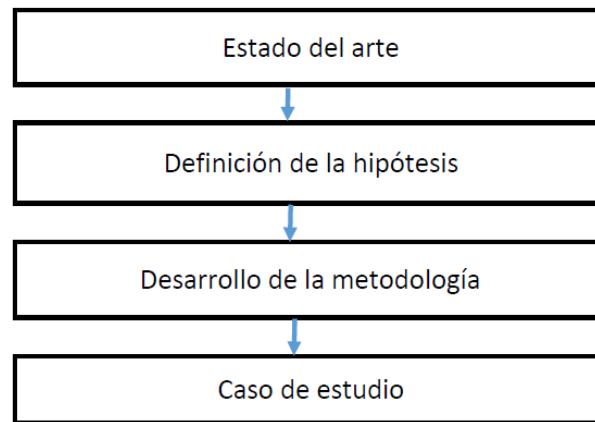 Estado del arte
Definición de la hipótesis
Desarrollo de la metodología
Caso de estudio